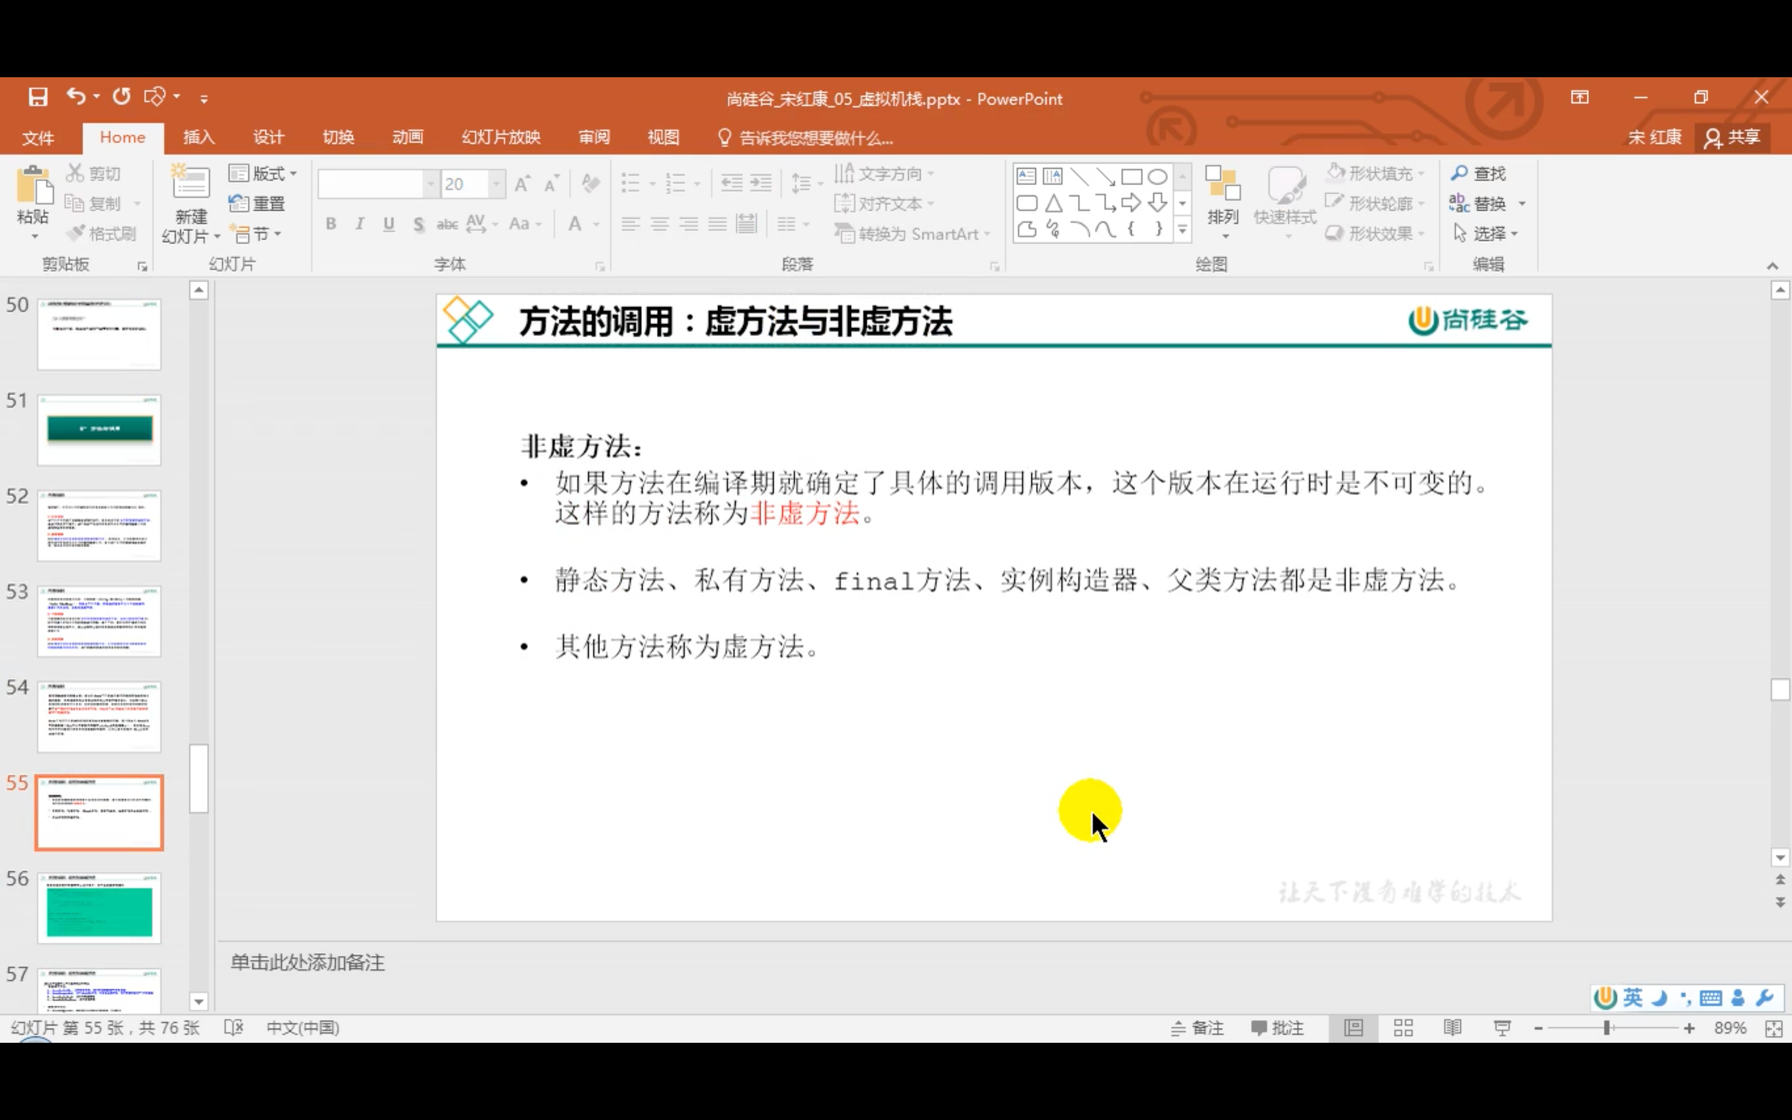 尚硅谷_宋红康_05_虚拟机栈.pptx - PowerPoint
文件 Home 插入 设计 切换 动画 幻灯片放映 审阅 视图 告诉我您想要做什么... 宋 红康 共享
粘贴 剪切 复制 格式刷
剪贴板
新建
幻灯片 版式 重置 节
幻灯片
20
B I U S abc AV Aa A
字体
文字方向
对齐文本
转换为 SmartArt
段落
排列 快速样式
形状填充
形状轮廓
形状效果
绘图
查找
替换
选择
编辑
50
51
52
53
54
55
56
57
方法的调用：虚方法与非虚方法
尚硅谷
非虚方法：
• 如果方法在编译期就确定了具体的调用版本，这个版本在运行时是不可变的。
这样的方法称为非虚方法。
• 静态方法、私有方法、final方法、实例构造器、父类方法都是非虚方法。
• 其他方法称为虚方法。
让天下没有难学的技术
单击此处添加备注
英
幻灯片 第 55 张，共 76 张 中文(中国) 备注 批注 89%